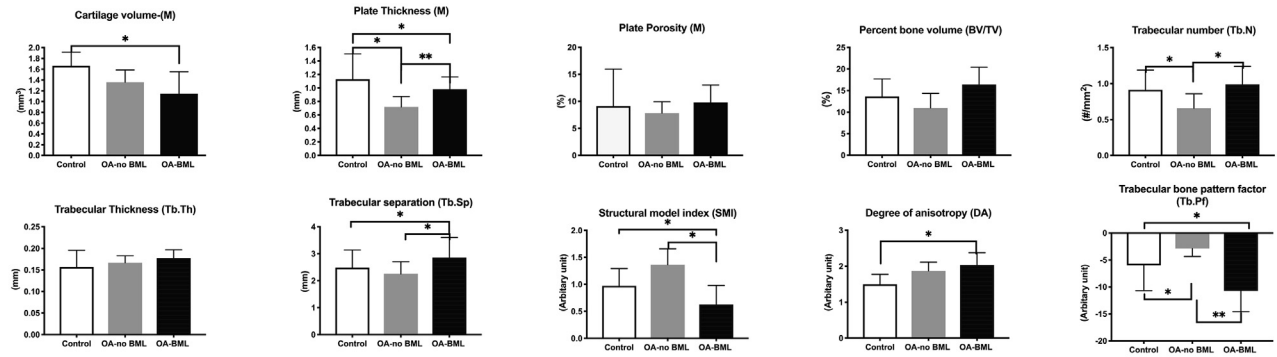 Cartilage volume-(M)
*
2.0
1.8
1.6
1.4
1.2
1.0
0.8
0.6
0.4
0.2
0.0
(mm³)
Control OA-no BML OA-BML
Plate Thickness (M)
*
*
**
1.6
1.4
1.2
1.0
0.8
0.6
0.4
0.2
0.0
(mm)
Control OA-no BML OA-BML
Plate Porosity (M)
20
15
10
5
0
(%)
Control OA-no BML OA-BML
Percent bone volume (BV/TV)
25
20
15
10
5
0
(%)
Control OA-no BML OA-BML
Trabecular number (Tb.N)
*
*
1.5
1.0
0.5
0.0
(#/mm²)
Control OA-no BML OA-BML
Trabecular Thickness (Tb.Th)
0.25
0.20
0.15
0.10
0.05
0.00
(mm)
Control OA-no BML OA-BML
Trabecular separation (Tb.Sp)
*
*
4
3
2
1
0
(mm)
Control OA-no BML OA-BML
Structural model index (SMI)
*
*
2.0
1.5
1.0
0.5
0.0
(Arbitary unit)
Control OA-no BML OA-BML
Degree of anisotropy (DA)
*
3
2
1
0
(Arbitary unit)
Control OA-no BML OA-BML
Trabecular bone pattern factor
(Tb.Pf)
*
0
-5
-10
-15
-20
(Arbitary unit)
*
**
Control OA-no BML OA-BML